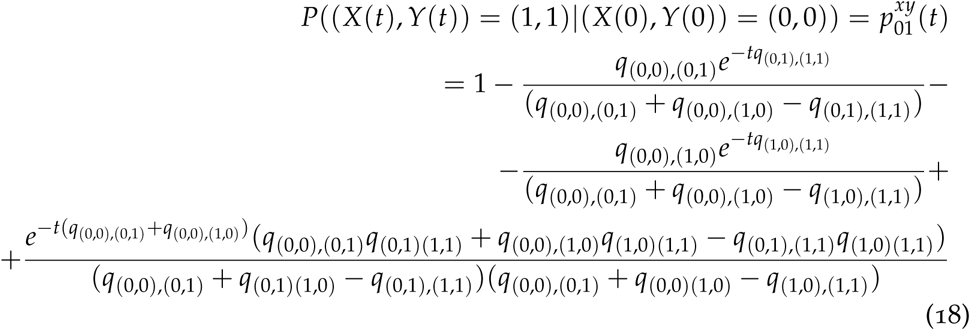 P((X(t), Y(t)) = (1, 1)|(X(0), Y(0)) = (0, 0)) = p_{01}^{xy}(t)
= 1 − \frac{q_{(0,0),(0,1)}e^{−tq_{(0,1),(1,1)}}}{(q_{(0,0),(0,1)} + q_{(0,0),(1,0)} − q_{(0,1),(1,1)})} −
− \frac{q_{(0,0),(1,0)}e^{−tq_{(1,0),(1,1)}}}{(q_{(0,0),(0,1)} + q_{(0,0),(1,0)} − q_{(1,0),(1,1)})} +
+ \frac{e^{−t(q_{(0,0),(0,1)}+q_{(0,0),(1,0)})}(q_{(0,0),(0,1)}q_{(0,1)(1,1)} + q_{(0,0),(1,0)}q_{(1,0)(1,1)} − q_{(0,1),(1,1)}q_{(1,0)(1,1)})}{(q_{(0,0),(0,1)} + q_{(0,1)(1,0)} − q_{(0,1),(1,1)})(q_{(0,0),(0,1)} + q_{(0,0)(1,0)} − q_{(1,0),(1,1)})}
(18)